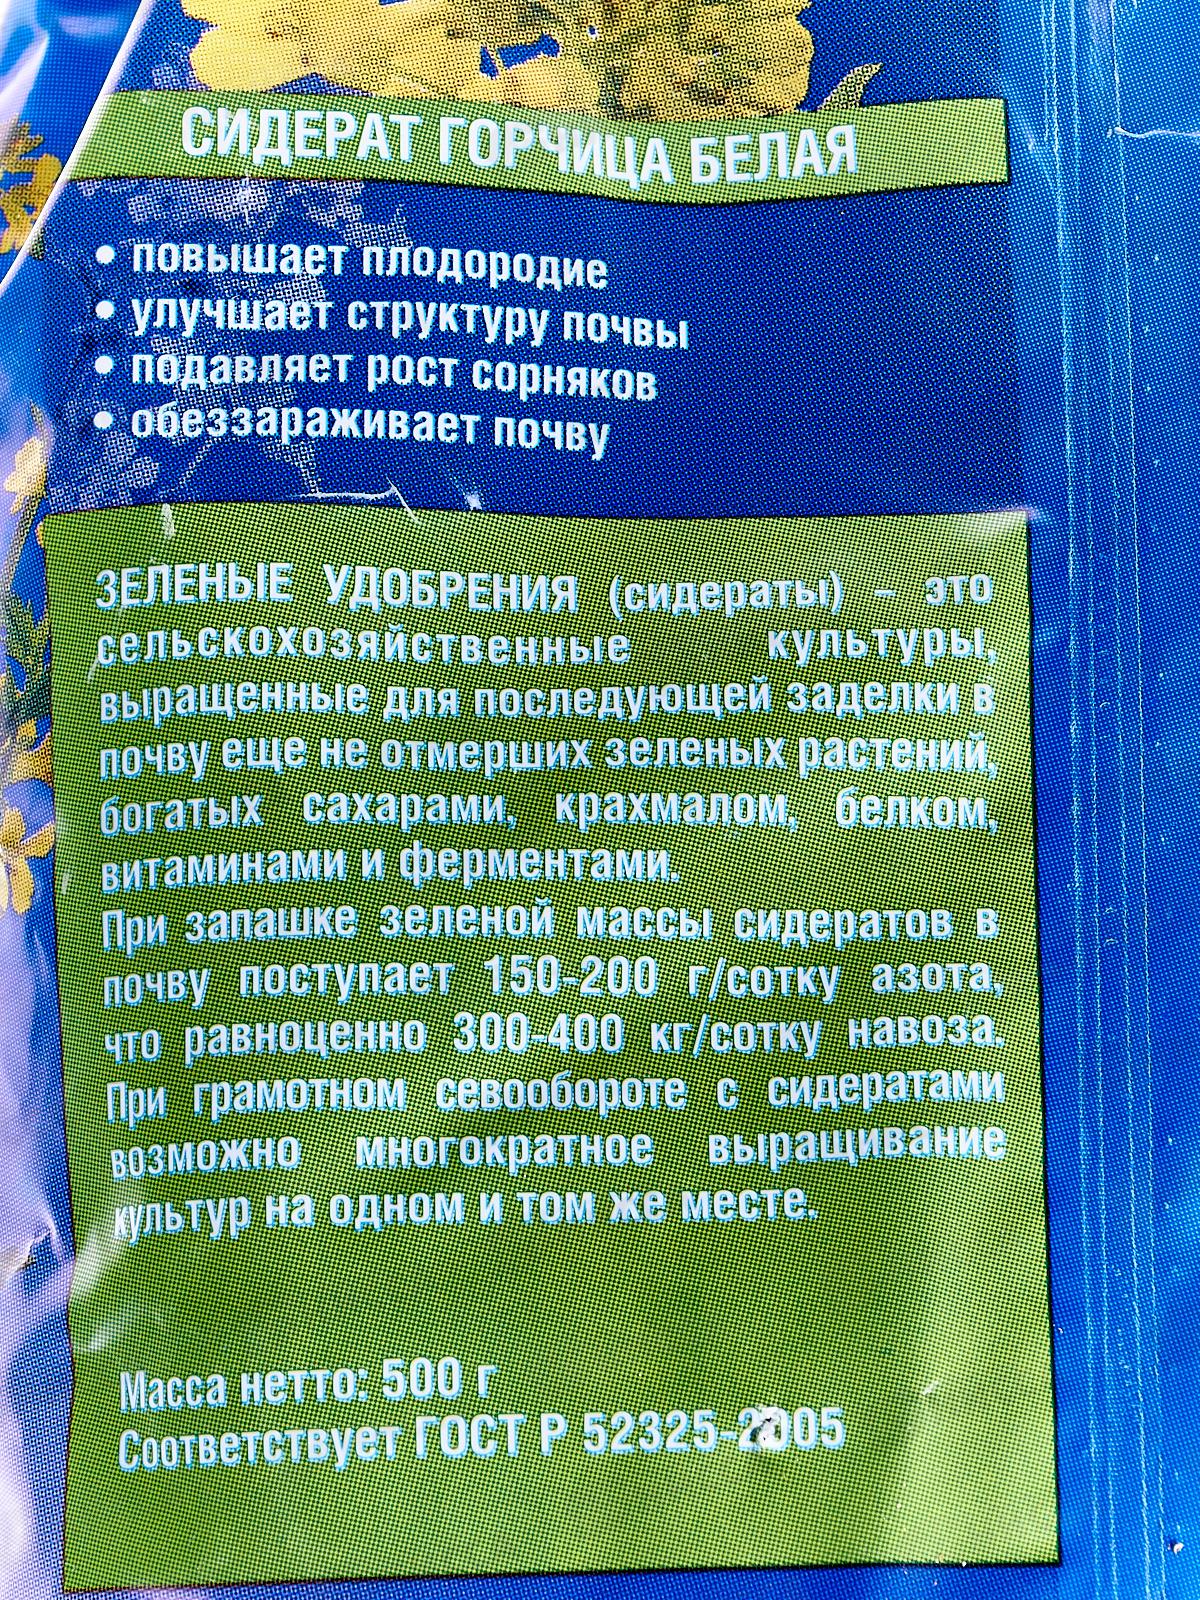 СИДЕРАТ ГОРЧИЦА БЕЛАЯ
• повышает плодородие
• улучшает структуру почвы
• подавляет рост сорняков
• обеззараживает почву
ЗЕЛЕНЫЕ УДОБРЕНИЯ (сидераты) – это
сельскохозяйственные культуры,
выращенные для последующей заделки в
почву еще не отмерших зеленых растений,
богатых сахарами, крахмалом, белком,
витаминами и ферментами.
При запашке зеленой массы сидератов в
почву поступает 150-200 г/сотку азота,
что равноценно 300-400 кг/сотку навоза.
При грамотном севообороте с сидератами
возможно многократное выращивание
культур на одном и том же месте.
Масса нетто: 500 г
Соответствует ГОСТ Р 52325-2005